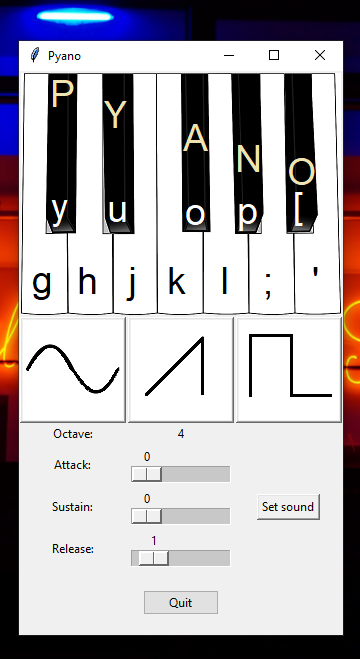 Pyano
P Y A N O
y u o p [
g h j k l ; '
Octave: 4
Attack: 0
Sustain: 0
Set sound
Release: 1
Quit